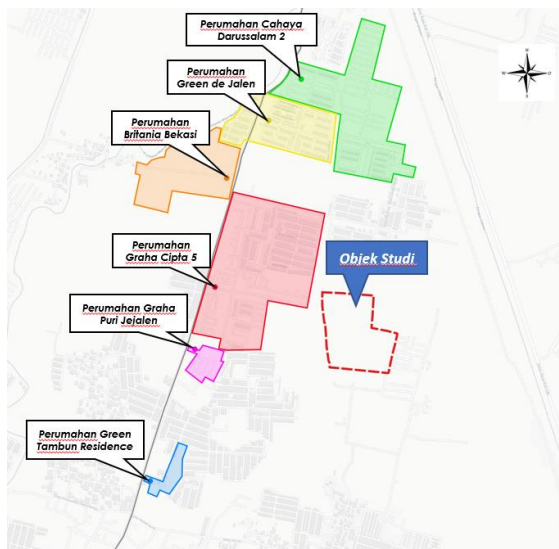 Perumahan Cahaya
Darussalam 2
Perumahan
Green de Jalen
Perumahan
Britania Bekasi
Objek Studi
Perumahan
Graha Cipta 5
Perumahan Graha
Puri Jejalen
Perumahan Green
Tambun Residence